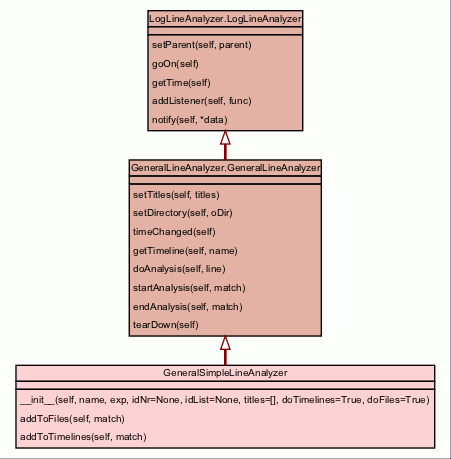 LogLineAnalyzer.LogLineAnalyzer
setParent(self, parent)
goOn(self)
getTime(self)
addListener(self, func)
notify(self, *data)
GeneralLineAnalyzer.GeneralLineAnalyzer
setTitles(self, titles)
setDirectory(self, oDir)
timeChanged(self)
getTimeline(self, name)
doAnalysis(self, line)
startAnalysis(self, match)
endAnalysis(self, match)
tearDown(self)
GeneralSimpleLineAnalyzer
__init__(self, name, exp, idNr=None, idList=None, titles=[], doTimelines=True, doFiles=True)
addToFiles(self, match)
addToTimelines(self, match)